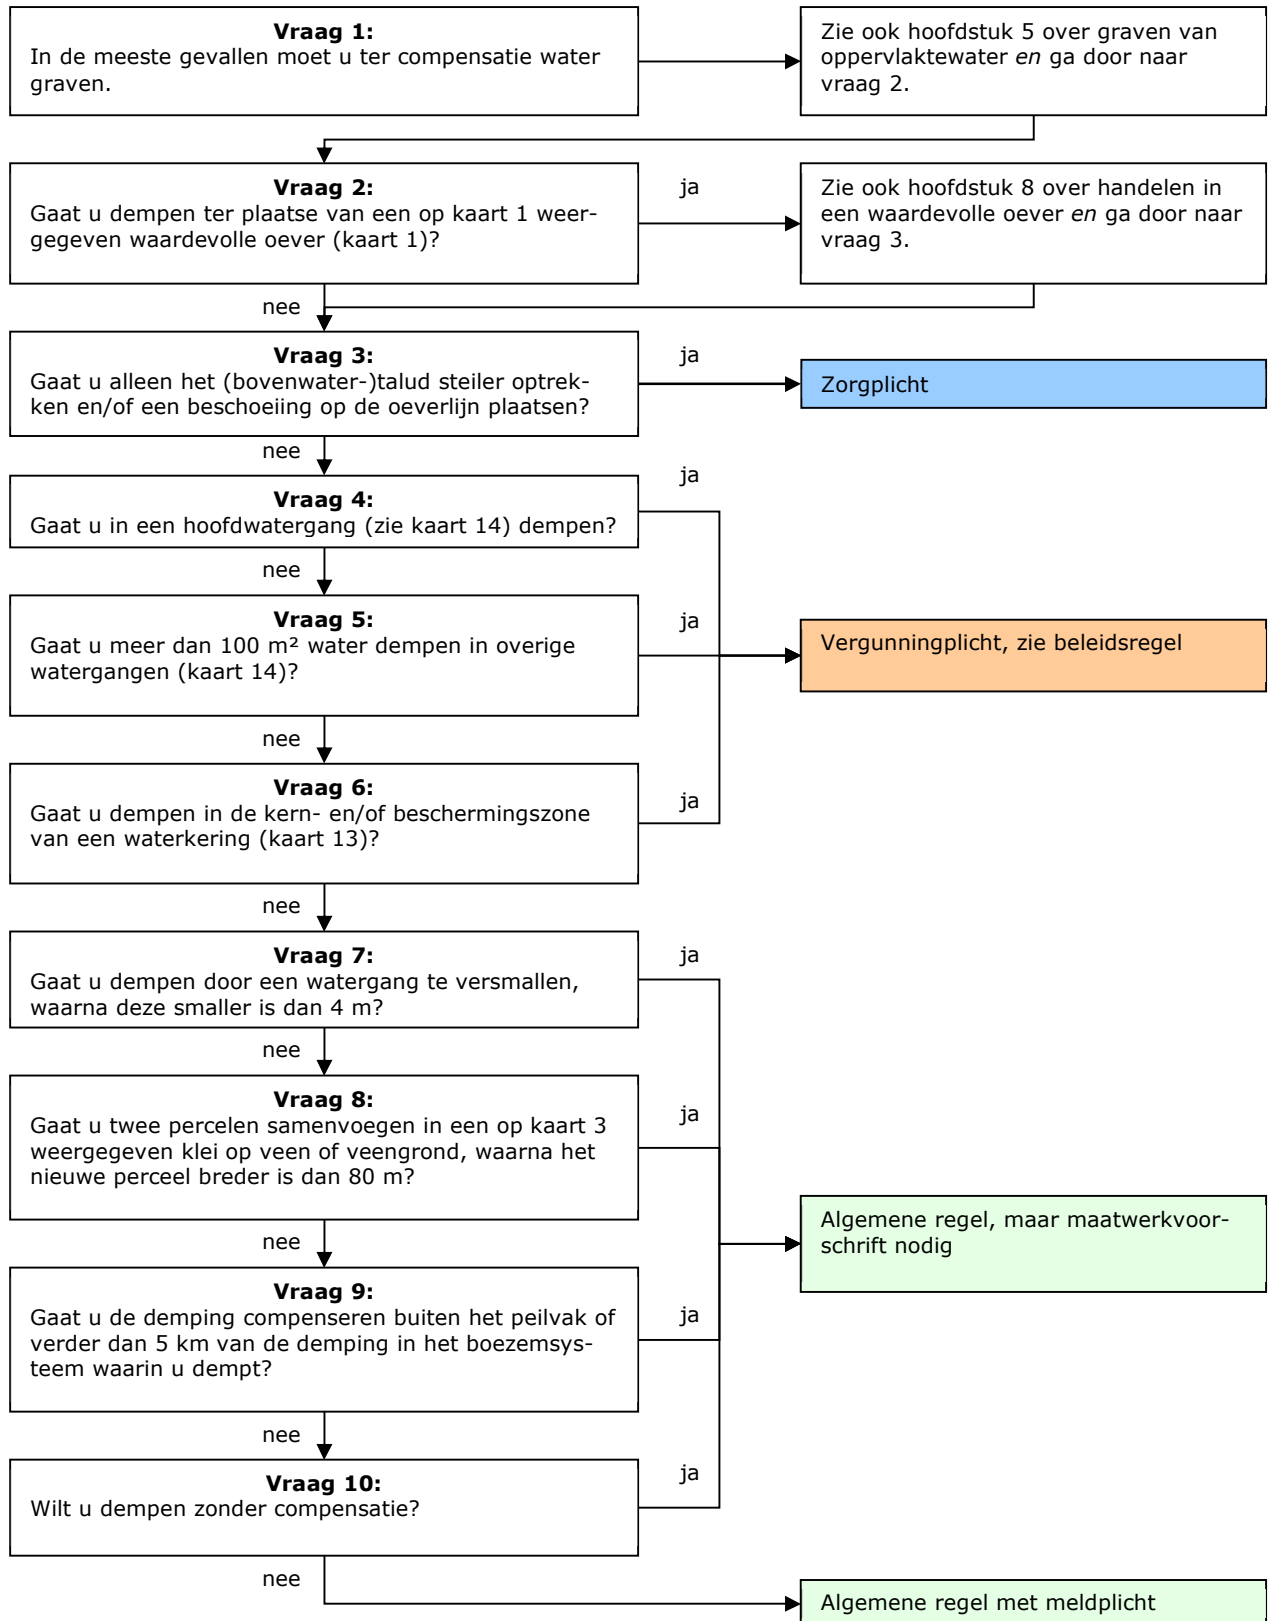 Vraag 1:
In de meeste gevallen moet u ter compensatie water
graven.
Zie ook hoofdstuk 5 over graven van
oppervlaktewater en ga door naar
vraag 2.
Vraag 2:
Gaat u dempen ter plaatse van een op kaart 1 weer-
gegeven waardevolle oever (kaart 1)?
ja
Zie ook hoofdstuk 8 over handelen in
een waardevolle oever en ga door naar
vraag 3.
nee
Vraag 3:
Gaat u alleen het (bovenwater-)talud steiler optrek-
ken en/of een beschoeiing op de oeverlijn plaatsen?
ja
Zorgplicht
nee
Vraag 4:
Gaat u in een hoofdwatergang (zie kaart 14) dempen?
ja
nee
Vraag 5:
Gaat u meer dan 100 m² water dempen in overige
watergangen (kaart 14)?
ja
Vergunningplicht, zie beleidsregel
nee
Vraag 6:
Gaat u dempen in de kern- en/of beschermingszone
van een waterkering (kaart 13)?
ja
nee
Vraag 7:
Gaat u dempen door een watergang te versmallen,
waarna deze smaller is dan 4 m?
ja
nee
Vraag 8:
Gaat u twee percelen samenvoegen in een op kaart 3
weergegeven klei op veen of veengrond, waarna het
nieuwe perceel breder is dan 80 m?
ja
Algemene regel, maar maatwerkvoor-
schrift nodig
nee
Vraag 9:
Gaat u de demping compenseren buiten het peilvak of
verder dan 5 km van de demping in het boezemsys-
teem waarin u dempt?
ja
nee
Vraag 10:
Wilt u dempen zonder compensatie?
ja
nee
Algemene regel met meldplicht